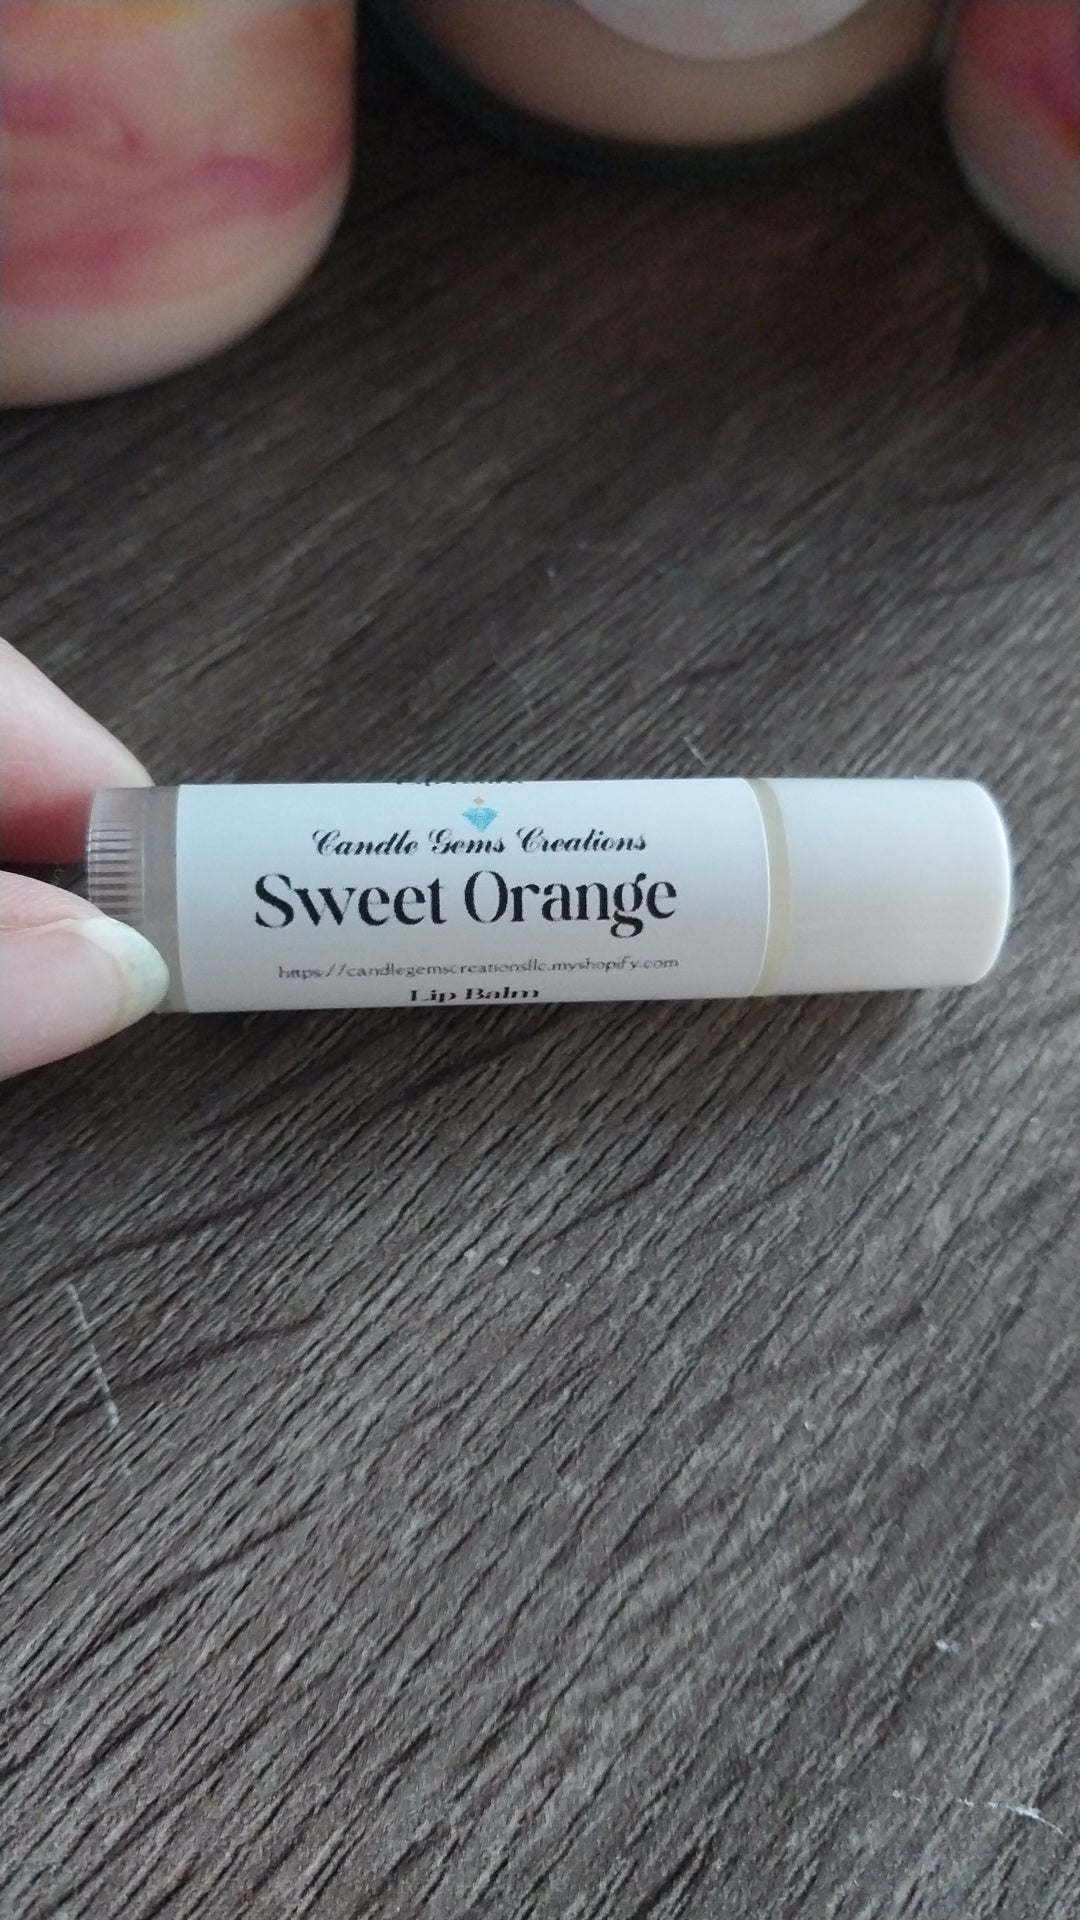 Candle Gems Creations
Sweet Orange
https://candlegemscreationsllc.myshopify.com
Lip Balm